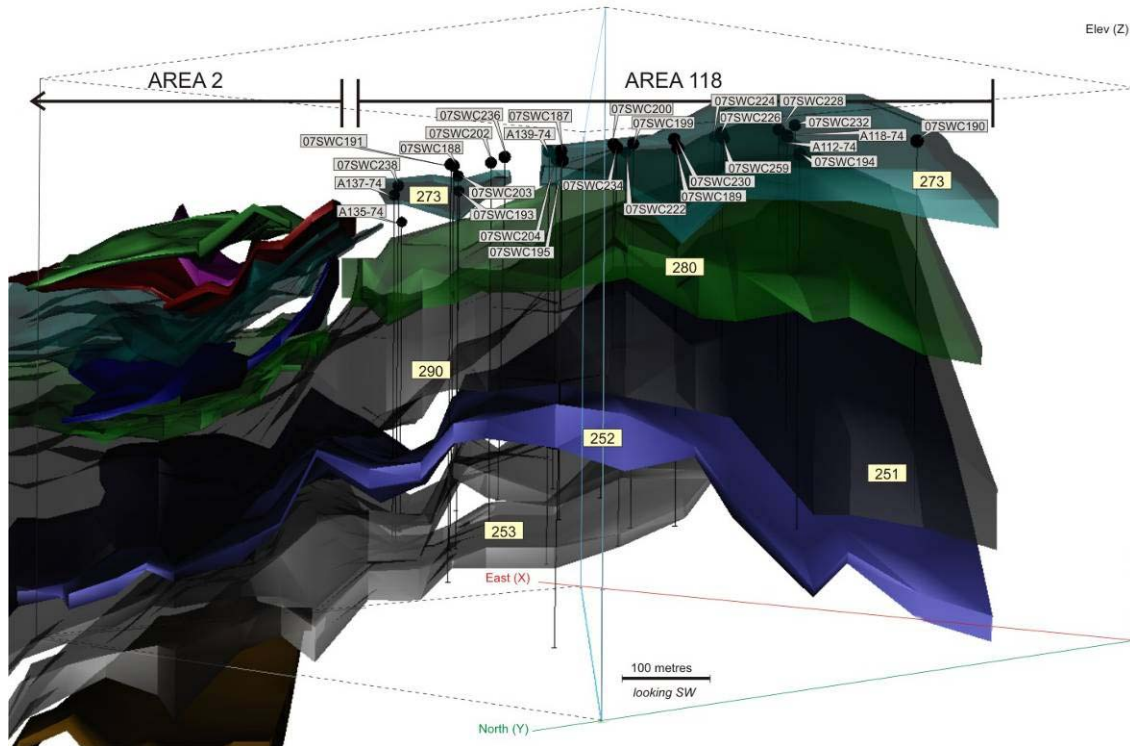 Elev (Z)
AREA 2
AREA 118
07SWC236
07SWC187
07SWC200
07SWC224
07SWC228
07SWC202
A139-74
07SWC199
07SWC226
07SWC232
07SWC190
07SWC191
07SWC188
A118-74
07SWC238
A112-74
07SWC194
A137-74
273
07SWC203
07SWC234
07SWC230
07SWC259
273
A135-74
07SWC193
07SWC222
07SWC189
07SWC204
07SWC195
280
290
252
251
253
East (X)
100 metres
looking SW
North (Y)